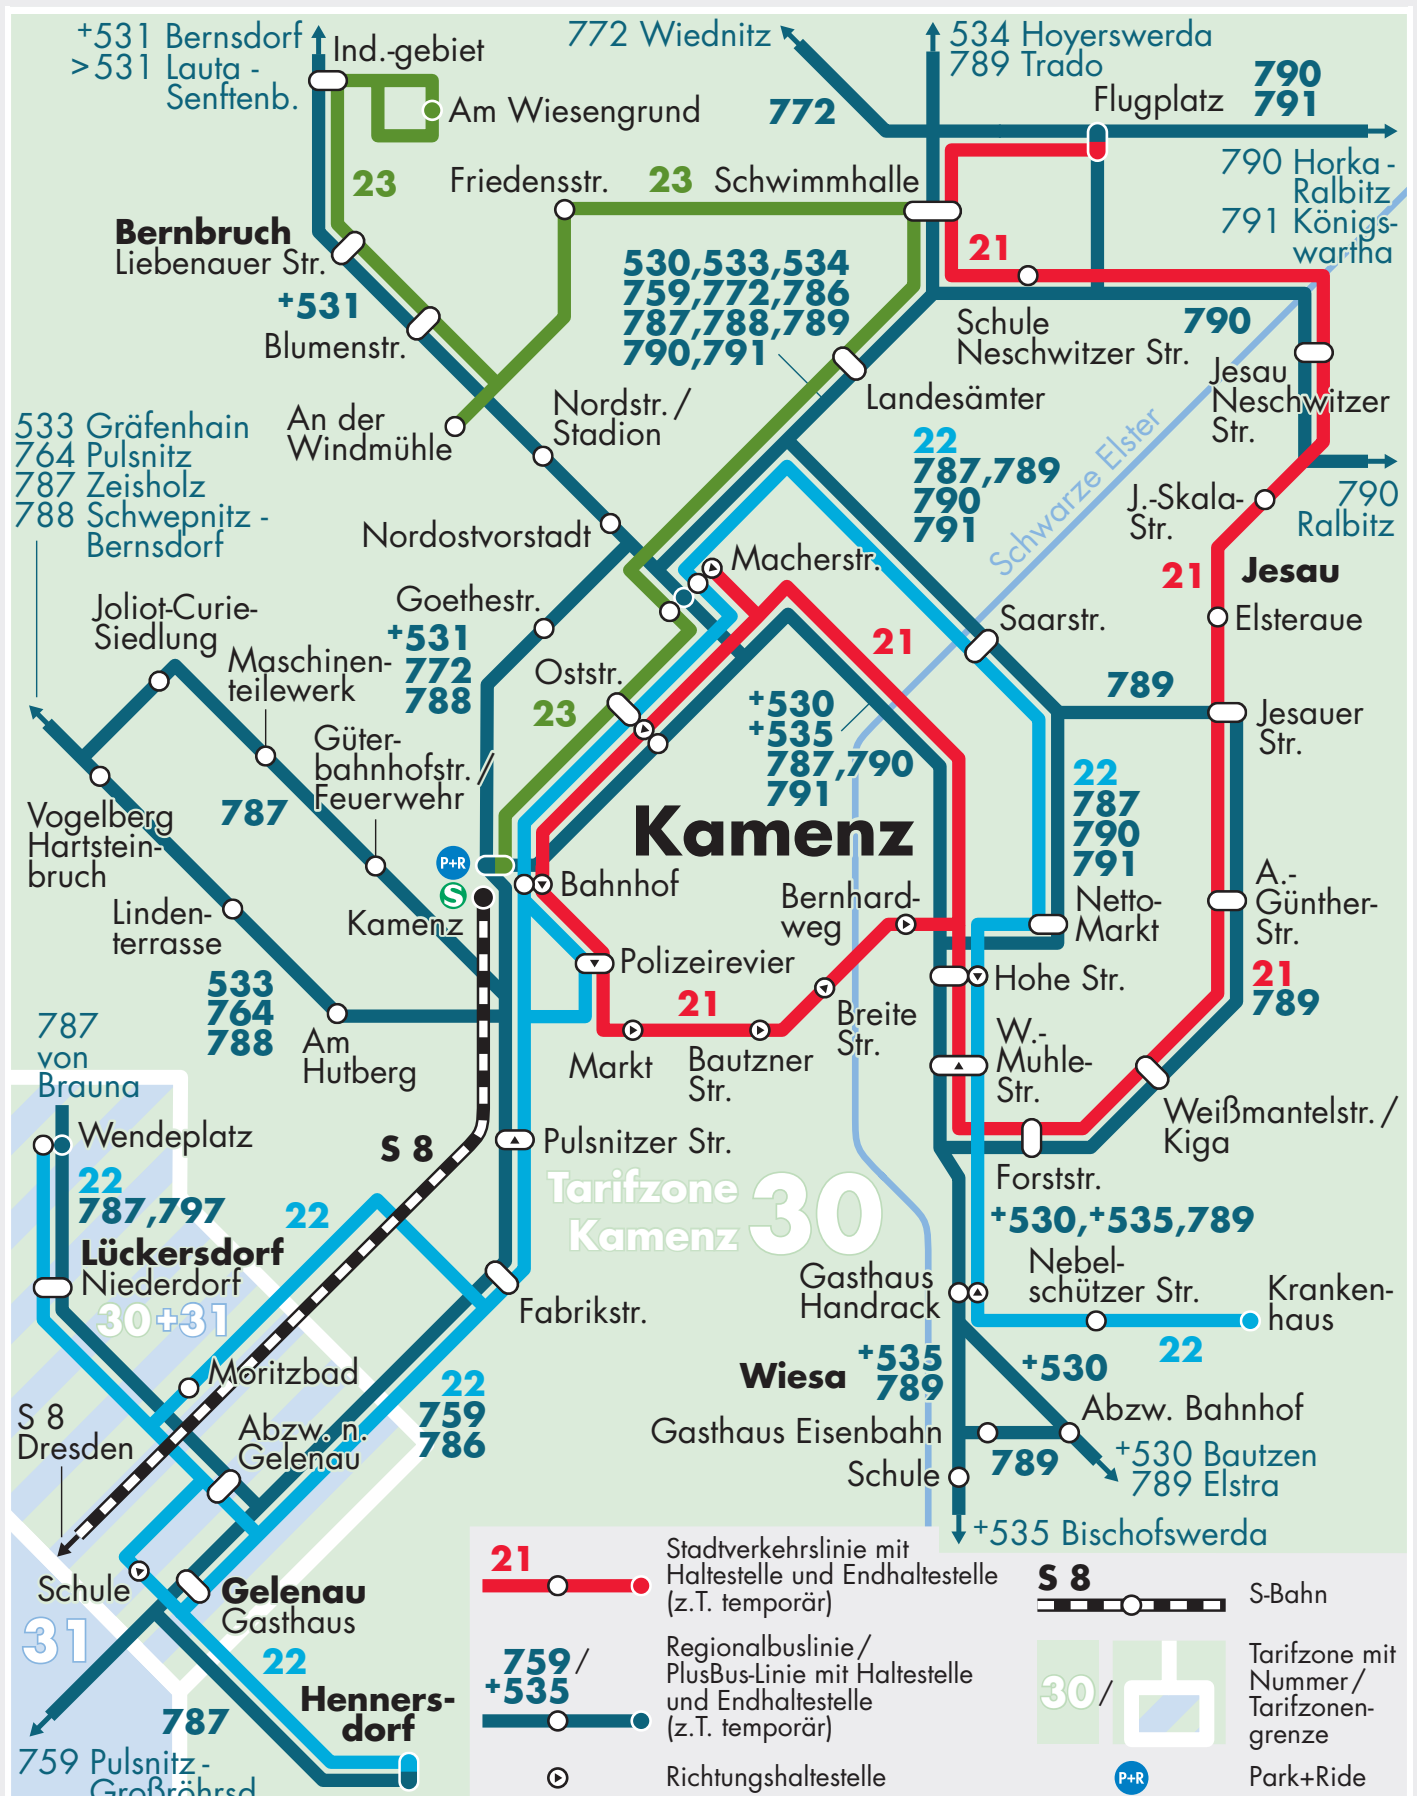 +531 Bernsdorf
>531 Lauta -
Senftenb.
Ind.-gebiet
Am Wiesengrund
772 Wiednitz
772
534 Hoyerswerda
789 Trado
Flugplatz
790
791
790 Horka -
Ralbitz
791 Königs-
wartha
23
Friedensstr.
23
Schwimmhalle
Bernbruch
Liebenauer Str.
+531
Blumenstr.
530,533,534
759,772,786
787,788,789
790,791
21
Schule
Neschwitzer Str.
790
Jesau
Neschwitzer
Str.
Landesämter
An der
Windmühle
Nordstr. /
Stadion
533 Gräfenhain
764 Pulsnitz
787 Zeisholz
788 Schwepnitz -
Bernsdorf
22
787,789
790
791
Schwarze Elster
J.-Skala-
Str.
790
Ralbitz
Nordostvorstadt
Macherstr.
21
Jesau
Elsteraue
Joliot-Curie-
Siedlung
Goethestr.
+531
772
788
Maschinen-
teilewerk
Oststr.
23
21
Saarstr.
789
Jesauer
Str.
+530
+535
787,790
791
Güter-
bahnhofstr. /
Feuerwehr
Vogelberg
Hartstein-
bruch
787
Kamenz
22
787
790
791
P+R
S
Bahnhof
Kamenz
Linden-
terrasse
Bernhard-
weg
Netto-
Markt
A.-
Günther-
Str.
21
789
Polizeirevier
Hohe Str.
533
764
788
Am
Hutberg
21
Markt
Bautzner
Str.
Breite
Str.
W.-
Muhle-
Str.
787
von
Brauna
Wendeplatz
22
787,797
S 8
Pulsnitzer Str.
Weißmantelstr. /
Kiga
Forststr.
+530,+535,789
Tarifzone
Kamenz 30
22
Lückersdorf
Niederdorf
30+31
Fabrikstr.
Gasthaus
Handrack
Nebel-
schützer Str.
Kranken-
haus
22
Moritzbad
22
759
786
Wiesa
+535
789
+530
S 8
Dresden
Abzw. n.
Gelenau
Gasthaus Eisenbahn
Abzw. Bahnhof
789
+530 Bautzen
789 Elstra
Schule
+535 Bischofswerda
Schule
Gelenau
Gasthaus
31
22
Henners-
dorf
787
759 Pulsnitz -
Großröhrsd.
21
Stadtverkehrslinie mit
Haltestelle und Endhaltestelle
(z.T. temporär)
759 /
+535
Regionalbuslinie /
PlusBus-Linie mit Haltestelle
und Endhaltestelle
(z.T. temporär)
Richtungshaltestelle
S 8
S-Bahn
30 /
Tarifzone mit
Nummer /
Tarifzonen-
grenze
P+R
Park+Ride